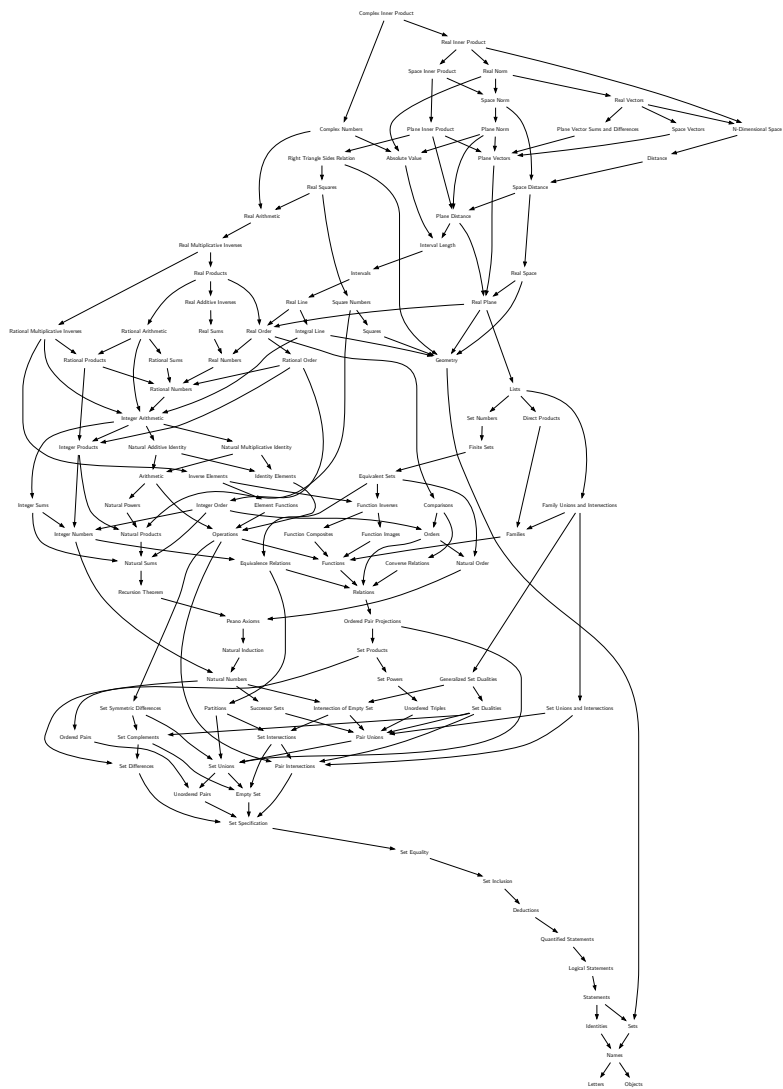 Complex Inner Product
Real Inner Product
Space Inner Product Real Norm
Space Norm Real Vectors
Complex Numbers Plane Inner Product Plane Norm Plane Vector Sums and Differences Space Vectors N-Dimensional Space
Right Triangle Sides Relation Absolute Value Plane Vectors Distance
Real Squares Space Distance
Real Arithmetic Plane Distance
Real Multiplicative Inverses Interval Length
Real Products Intervals Real Space
Real Additive Inverses Real Line Square Numbers Real Plane
Rational Multiplicative Inverses Rational Arithmetic Real Sums Real Order Integral Line Squares
Rational Products Rational Sums Real Numbers Rational Order Geometry
Rational Numbers Lists
Integer Arithmetic Set Numbers Direct Products
Integer Products Natural Additive Identity Natural Multiplicative Identity Finite Sets
Arithmetic Inverse Elements Identity Elements Equivalent Sets
Integer Sums Natural Powers Integer Order Element Functions Function Inverses Comparisons Family Unions and Intersections
Integer Numbers Natural Products Operations Function Composites Function Images Orders Families
Natural Sums Equivalence Relations Functions Converse Relations Natural Order
Recursion Theorem Relations
Peano Axioms Ordered Pair Projections
Natural Induction Set Products
Natural Numbers Set Powers Generalized Set Dualities
Set Symmetric Differences Partitions Successor Sets Intersection of Empty Set Unordered Triples Set Dualities Set Unions and Intersections
Ordered Pairs Set Complements Set Intersections Pair Unions
Set Differences Set Unions Pair Intersections
Unordered Pairs Empty Set
Set Specification
Set Equality
Set Inclusion
Deductions
Quantified Statements
Logical Statements
Statements
Identities Sets
Names
Letters Objects